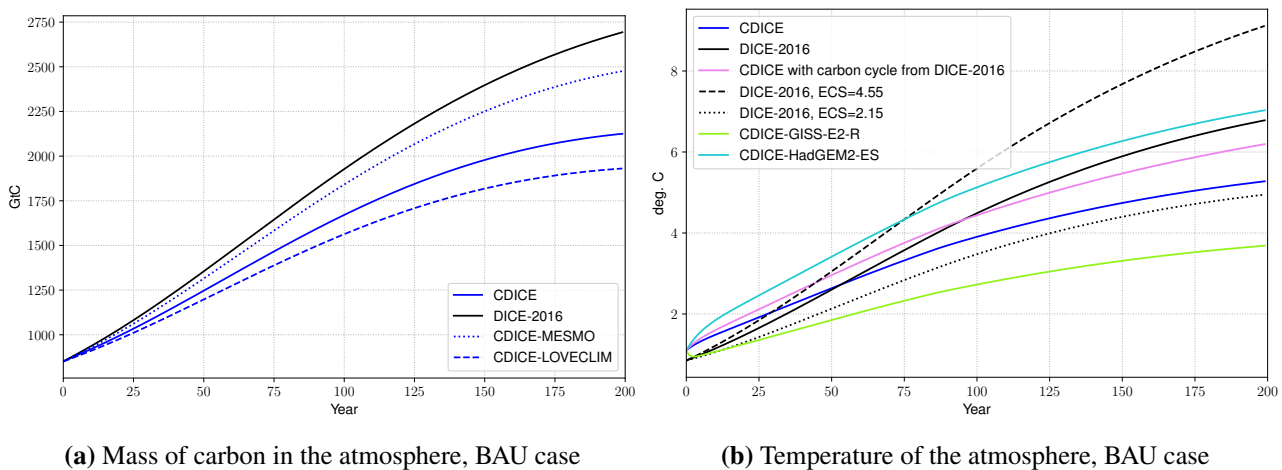 2750
2500
2250
2000
1750
1500
1250
1000
GtC
0 25 50 75 100 125 150 175 200
Year
CDICE
DICE-2016
CDICE-MESMO
CDICE-LOVECLIM
(a) Mass of carbon in the atmosphere, BAU case
8
6
4
2
deg. C
0 25 50 75 100 125 150 175 200
Year
CDICE
DICE-2016
CDICE with carbon cycle from DICE-2016
DICE-2016, ECS=4.55
DICE-2016, ECS=2.15
CDICE-GISS-E2-R
CDICE-HadGEM2-ES
(b) Temperature of the atmosphere, BAU case